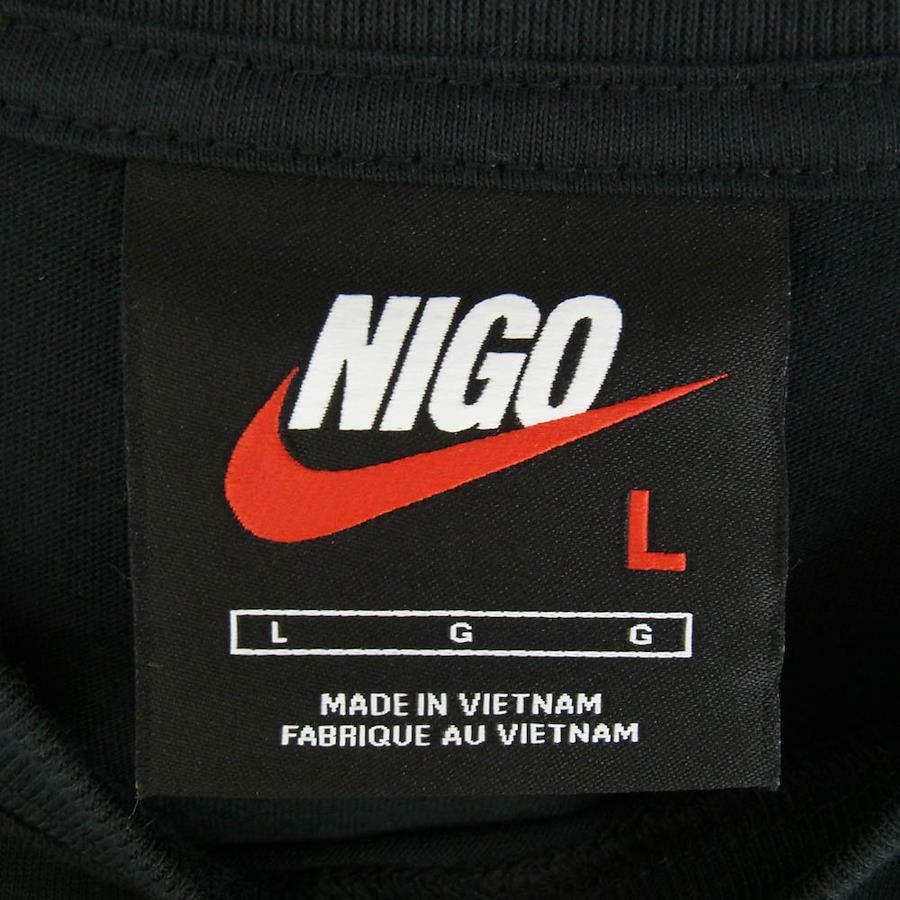 NIGO
L
L G G
MADE IN VIETNAM
FABRIQUE AU VIETNAM